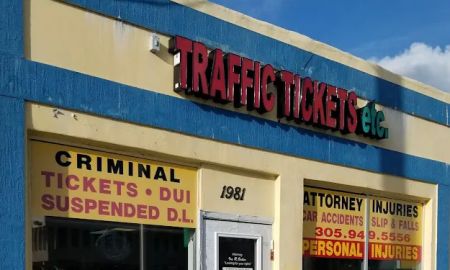 TRAFFIC TICKETS etc.
CRIMINAL
TICKETS • DUI
SUSPENDED D.L.
1981
ATTORNEY INJURIES
CAR ACCIDENTS SLIP & FALLS
305.949.5556
PERSONAL INJURIES